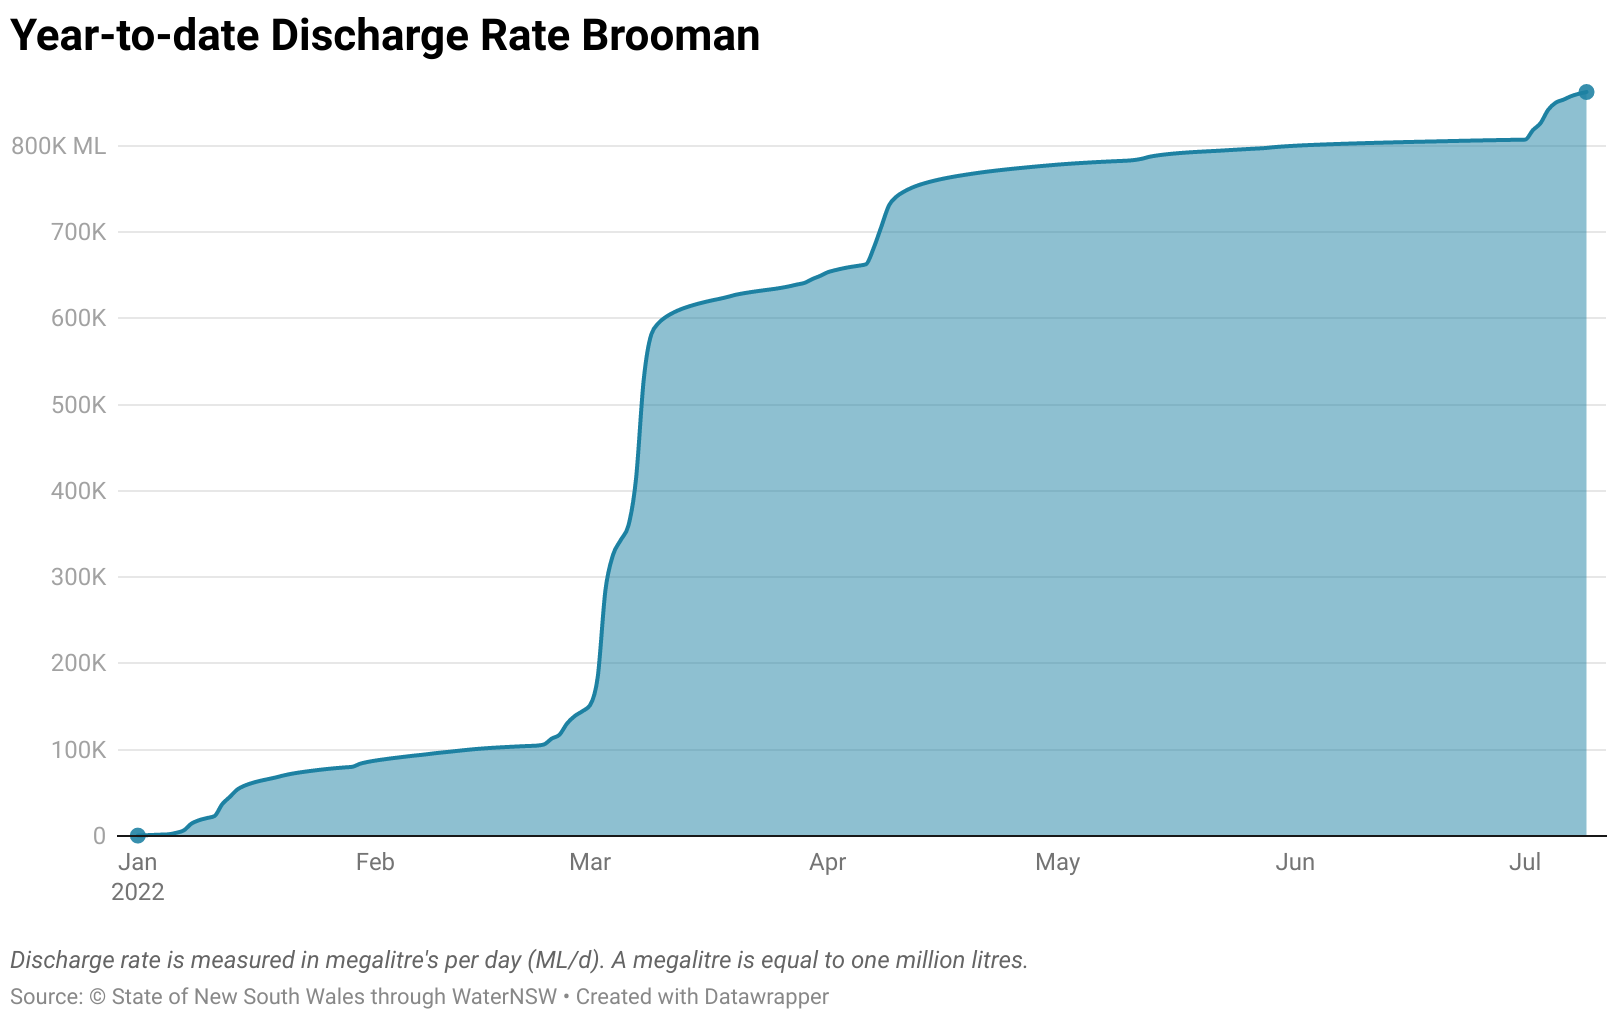 Year-to-date Discharge Rate Brooman
800K ML
700K
600K
500K
400K
300K
200K
100K
0
Jan Feb Mar Apr May Jun Jul
2022
Discharge rate is measured in megalitre's per day (ML/d). A megalitre is equal to one million litres.
Source: © State of New South Wales through WaterNSW • Created with Datawrapper